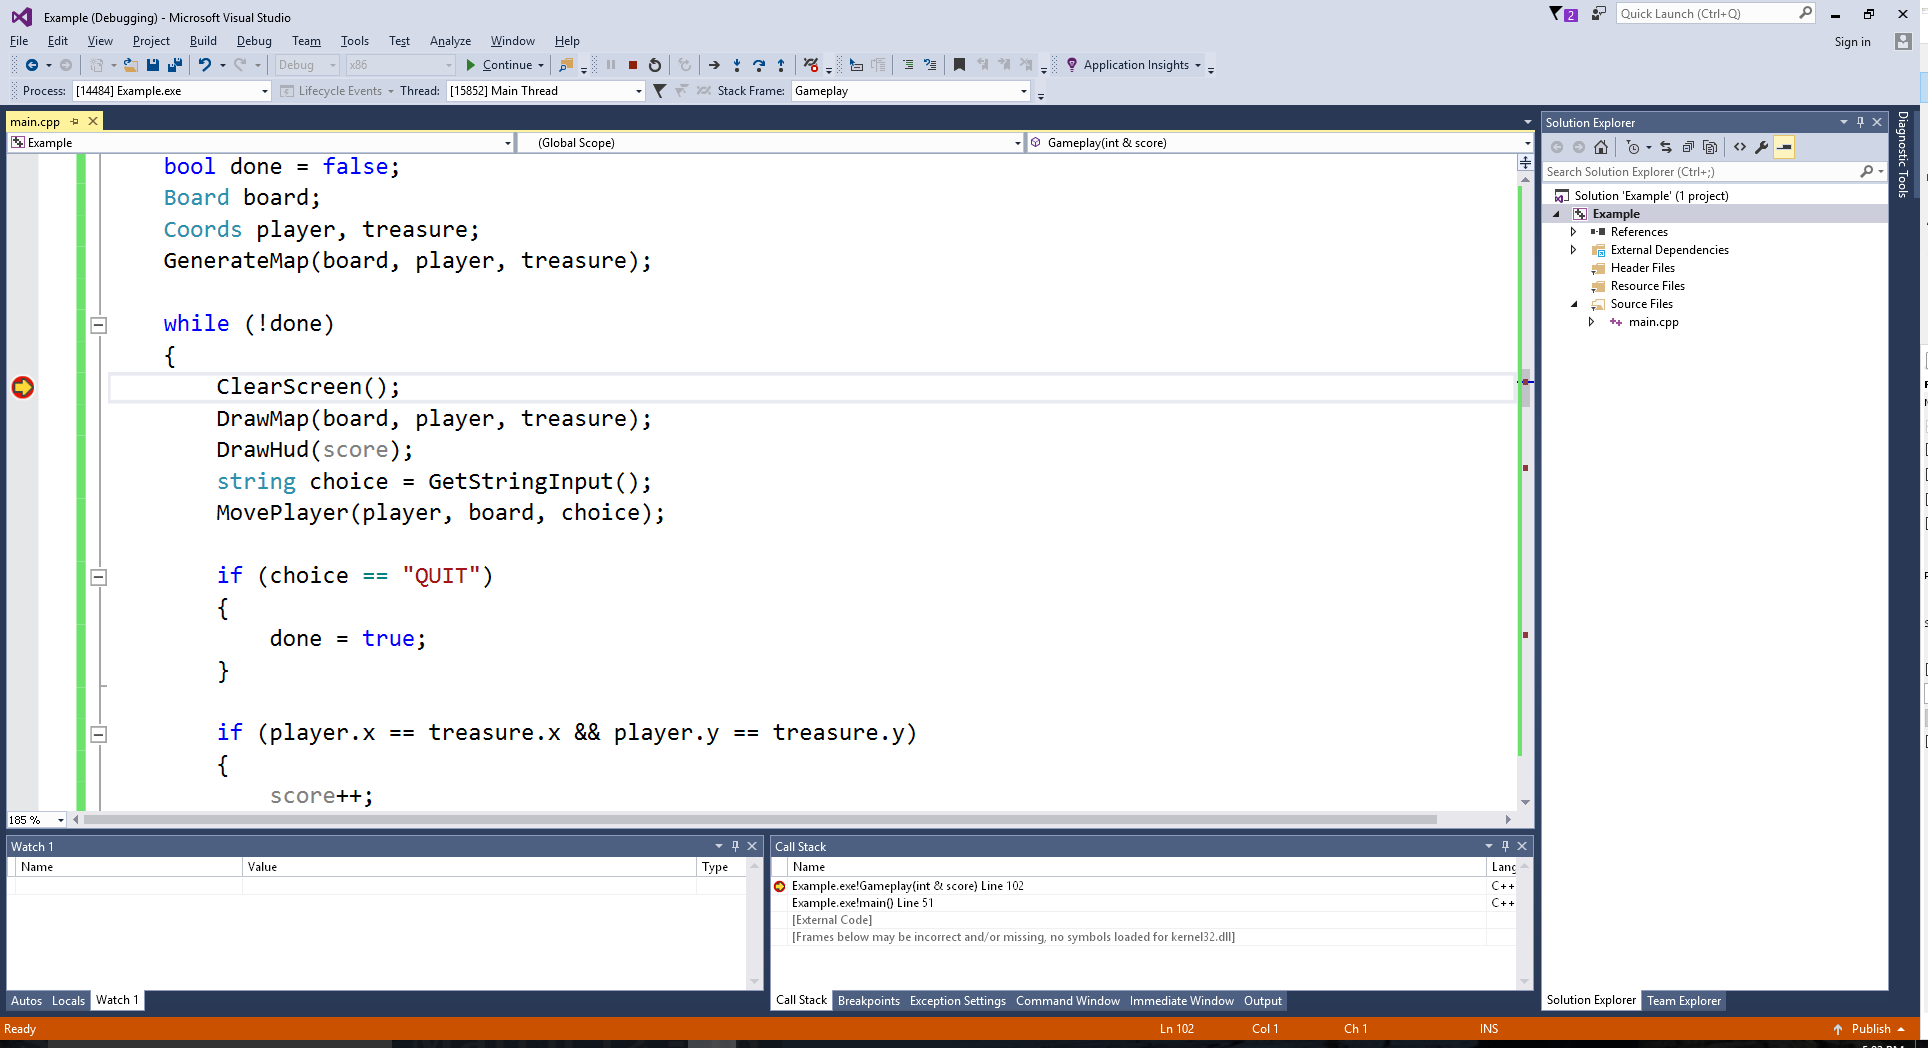 Example (Debugging) - Microsoft Visual Studio
2
Quick Launch (Ctrl+Q)
File Edit View Project Build Debug Team Tools Test Analyze Window Help
Sign in
Debug x86 Continue Application Insights
Process: [14484] Example.exe Lifecycle Events Thread: [15852] Main Thread Stack Frame: Gameplay
main.cpp
Example (Global Scope) Gameplay(int & score)
bool done = false;
Board board;
Coords player, treasure;
GenerateMap(board, player, treasure);
while (!done)
{
ClearScreen();
DrawMap(board, player, treasure);
DrawHud(score);
string choice = GetStringInput();
MovePlayer(player, board, choice);
if (choice == "QUIT")
{
done = true;
}
if (player.x == treasure.x && player.y == treasure.y)
{
score++;
185 %
Solution Explorer
Search Solution Explorer (Ctrl+;)
Solution 'Example' (1 project)
Example
References
External Dependencies
Header Files
Resource Files
Source Files
main.cpp
Diagnostic Tools
Watch 1
Name Value Type
Autos Locals Watch 1
Call Stack
Name Lang
Example.exe!Gameplay(int & score) Line 102 C++
Example.exe!main() Line 51 C++
[External Code]
[Frames below may be incorrect and/or missing, no symbols loaded for kernel32.dll]
Call Stack Breakpoints Exception Settings Command Window Immediate Window Output
Solution Explorer Team Explorer
Ready Ln 102 Col 1 Ch 1 INS Publish